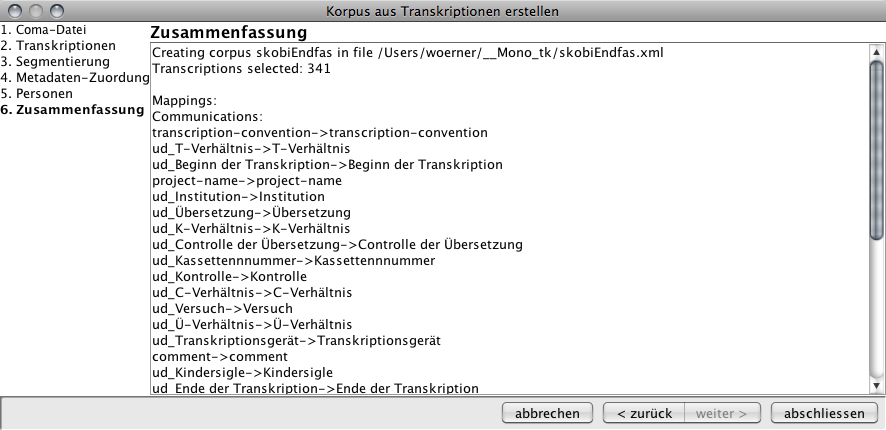 Korpus aus Transkriptionen erstellen
1. Coma-Datei
2. Transkriptionen
3. Segmentierung
4. Metadaten-Zuordung
5. Personen
6. Zusammenfassung
Zusammenfassung
Creating corpus skobiEndfas in file /Users/woerner/__Mono_tk/skobiEndfas.xml
Transcriptions selected: 341
Mappings:
Communications:
transcription-convention->transcription-convention
ud_T-Verhältnis->T-Verhältnis
ud_Beginn der Transkription->Beginn der Transkription
project-name->project-name
ud_Institution->Institution
ud_Übersetzung->Übersetzung
ud_K-Verhältnis->K-Verhältnis
ud_Controlle der Übersetzung->Controlle der Übersetzung
ud_Kassettennnummer->Kassettennnummer
ud_Kontrolle->Kontrolle
ud_C-Verhältnis->C-Verhältnis
ud_Versuch->Versuch
ud_Ü-Verhältnis->Ü-Verhältnis
ud_Transkriptionsgerät->Transkriptionsgerät
comment->comment
ud_Kindersigle->Kindersigle
ud_Ende der Transkription->Ende der Transkription
abbrechen
< zurück
weiter >
abschliessen